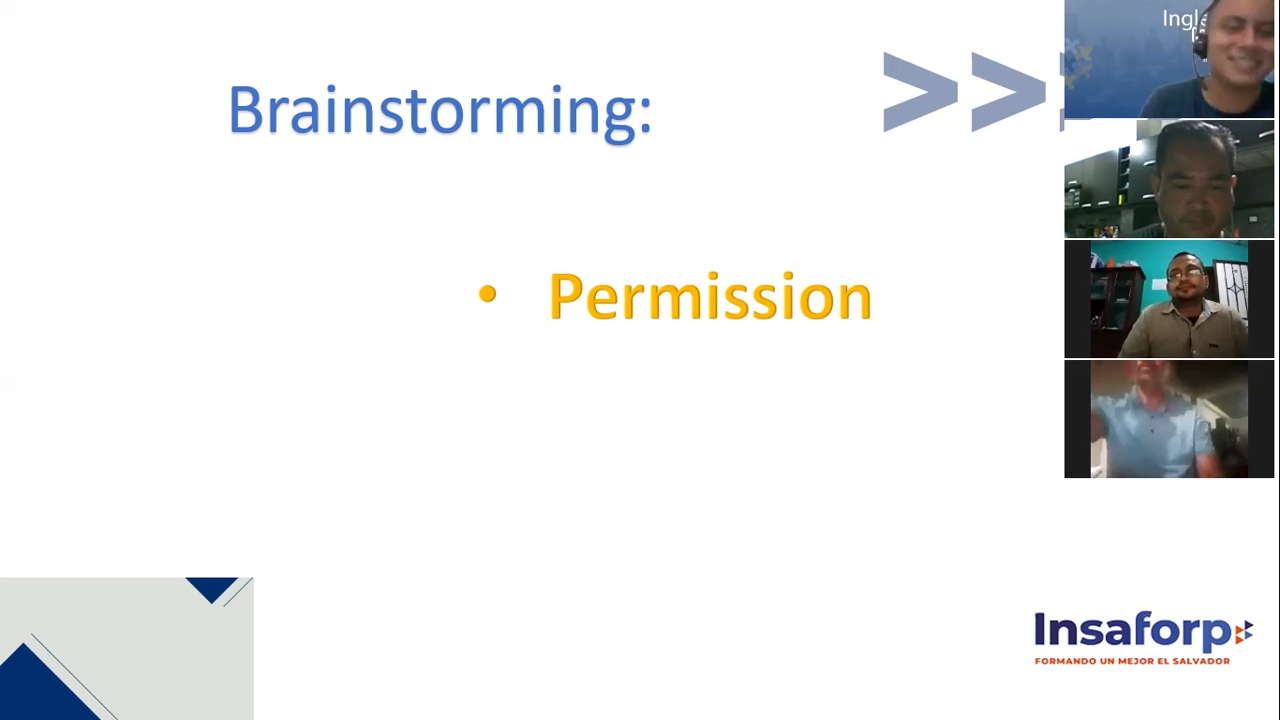 Brainstorming:
>>
• Permission
Insaforp
FORMANDO UN MEJOR EL SALVADOR